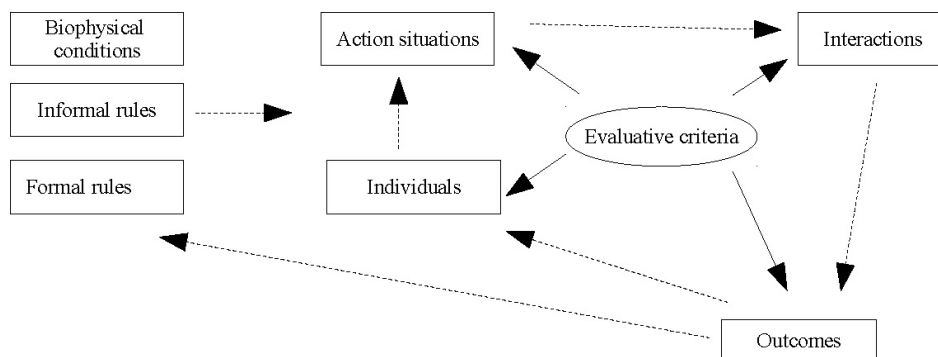 Biophysical
conditions
Informal rules
Formal rules
Action situations
Individuals
Evaluative criteria
Interactions
Outcomes